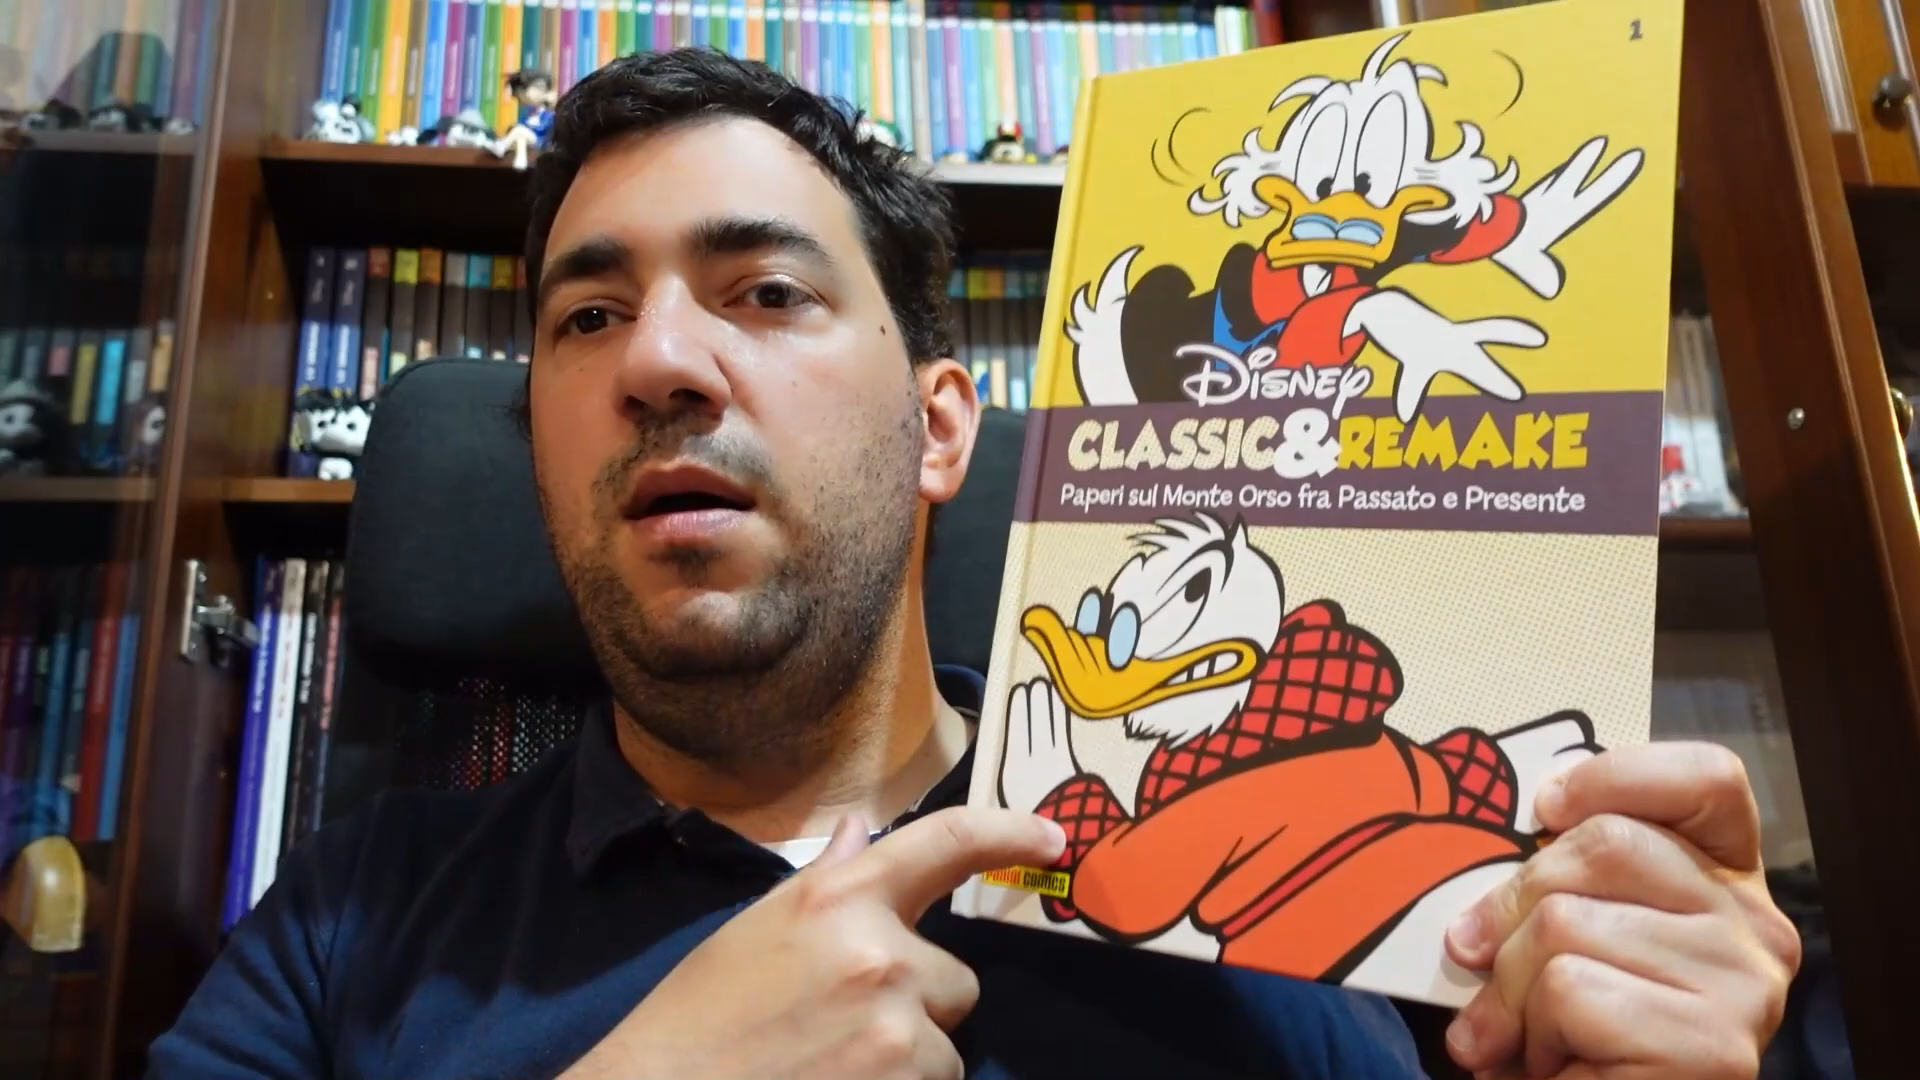 1
Disney
CLASSIC&REMAKE
Paperi sul Monte Orso fra Passato e Presente
PANINI COMICS